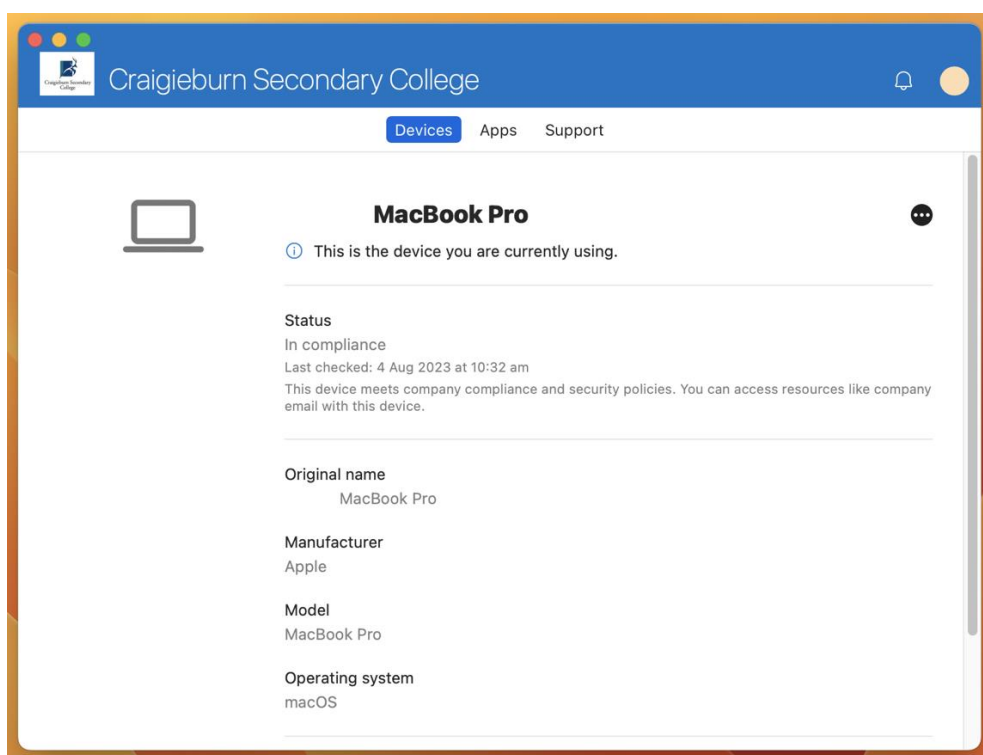 Craigieburn Secondary
College
Craigieburn Secondary College
Devices Apps Support
MacBook Pro
This is the device you are currently using.
Status
In compliance
Last checked: 4 Aug 2023 at 10:32 am
This device meets company compliance and security policies. You can access resources like company
email with this device.
Original name
MacBook Pro
Manufacturer
Apple
Model
MacBook Pro
Operating system
macOS